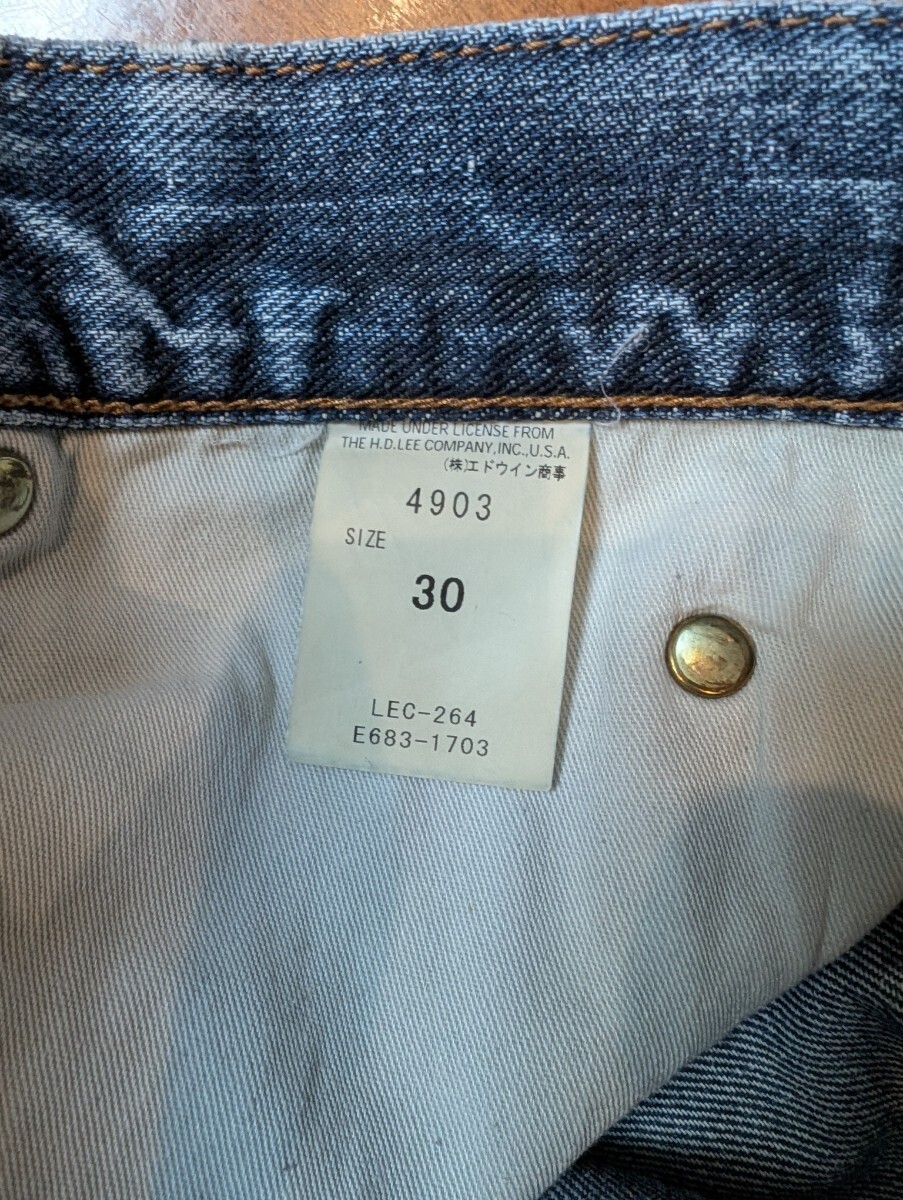 MADE UNDER LICENSE FROM
THE H.D.LEE COMPANY,INC.,U.S.A.
(株)エドウイン商事
4903
SIZE
30
LEC-264
E683-1703